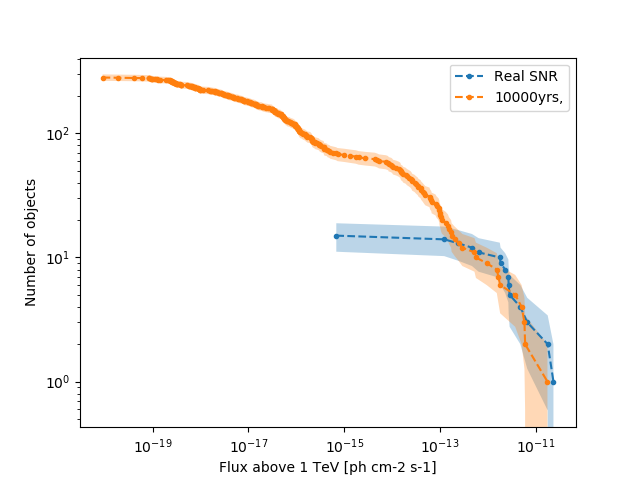 Real SNR
10000yrs,
Number of objects
10²
10¹
10⁰
10⁻¹⁹
10⁻¹⁷
10⁻¹⁵
10⁻¹³
10⁻¹¹
Flux above 1 TeV [ph cm-2 s-1]